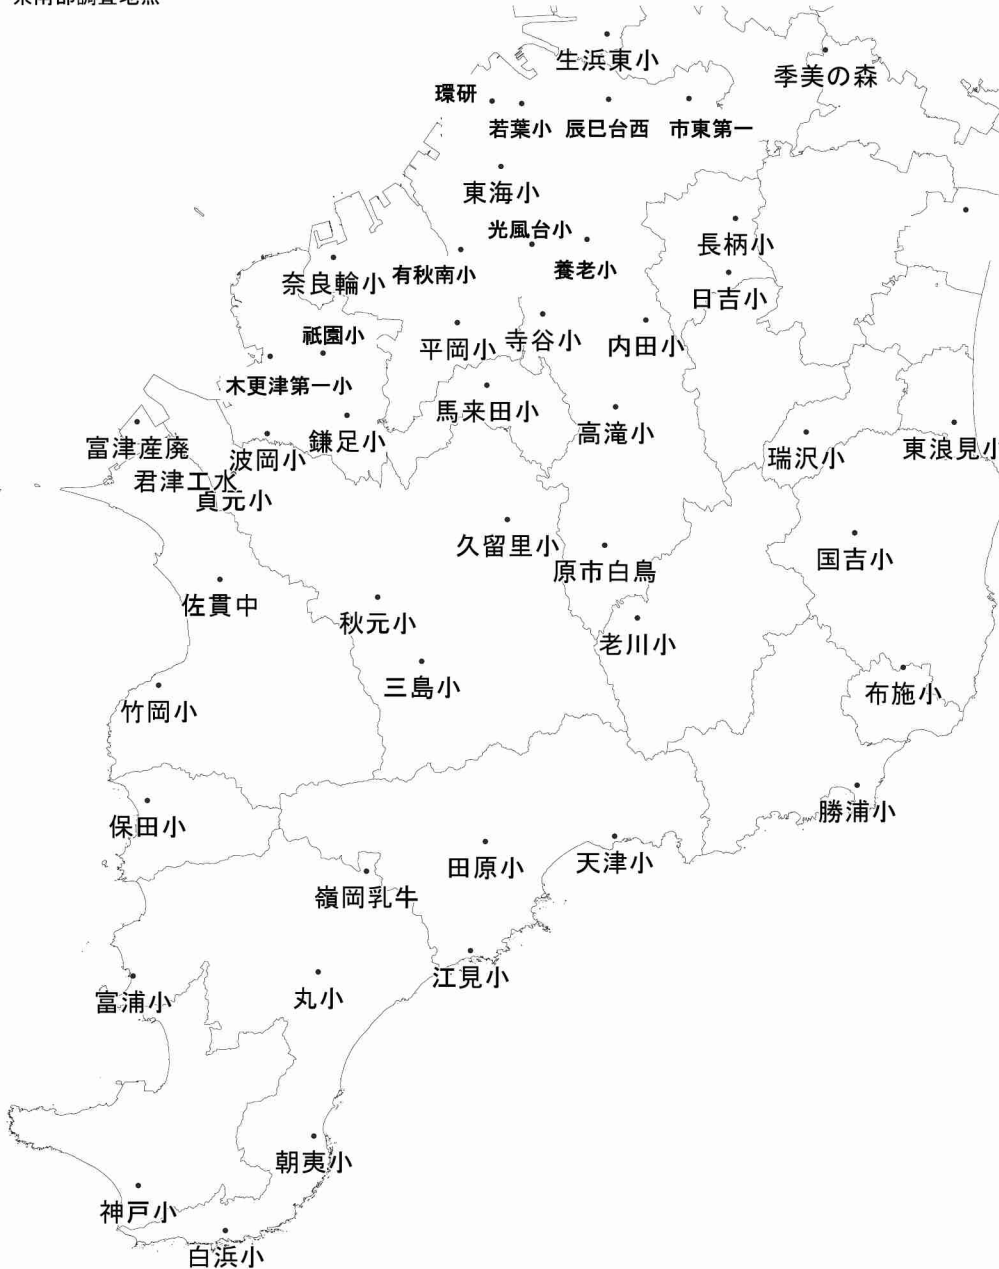 生浜東小
季美の森
環研
若葉小
辰巳台西
市東第一
東海小
光風台小
長柄小
養老小
有秋南小
奈良輪小
日吉小
祇園小
平岡小
寺谷小
内田小
木更津第一小
馬来田小
高滝小
鎌足小
富津産廃
波岡小
瑞沢小
東浪見小
君津工水
貞元小
久留里小
原市白鳥
国吉小
佐貫中
秋元小
老川小
三島小
布施小
竹岡小
保田小
勝浦小
田原小
天津小
嶺岡乳牛
江見小
富浦小
丸小
朝夷小
神戸小
白浜小